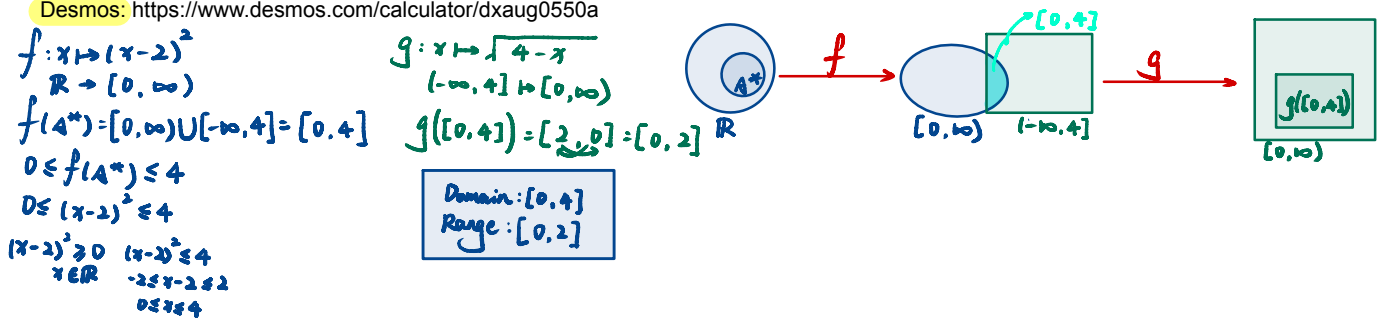 Desmos: https://www.desmos.com/calculator/dxaug0550a
f: x ↦ (x-2)²
ℝ → [0, ∞)
f(A*) = [0, ∞) ∪ [-∞, 4] = [0. 4]
0 ≤ f(A*) ≤ 4
0 ≤ (x-2)² ≤ 4
(x-2)² ≥ 0 (x-2)² ≤ 4
x ∈ ℝ -2 ≤ x-2 ≤ 2
0 ≤ x ≤ 4
g: x ↦ √(4-x)
(-∞, 4] ↦ [0, ∞)
g([0, 4]) = [2, 0] = [0, 2]
Domain: [0, 4]
Range: [0, 2]
A*
ℝ
f
[0, 4]
[0, ∞)
(-∞, 4]
g
g([0, 4])
[0, ∞)